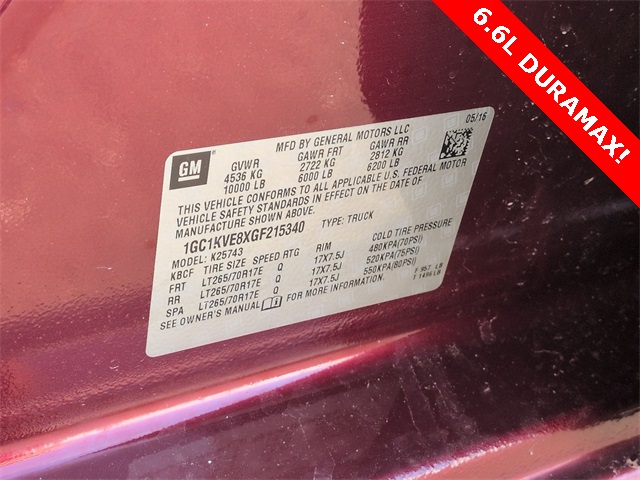 6.6L DURAMAX!
05/16
MFD BY GENERAL MOTORS LLC
GM
GVWR GAWR FRT GAWR RR
4536 KG 2722 KG 2812 KG
10000 LB 6000 LB 6200 LB
THIS VEHICLE CONFORMS TO ALL APPLICABLE U.S. FEDERAL MOTOR
VEHICLE SAFETY STANDARDS IN EFFECT ON THE DATE OF
MANUFACTURE SHOWN ABOVE.
1GC1KVE8XGF215340 TYPE: TRUCK
MODEL: K25743
KBCF TIRE SIZE SPEED RTG RIM COLD TIRE PRESSURE
FRT LT265/70R17E Q 17X7.5J 480KPA(70PSI)
RR LT265/70R17E Q 17X7.5J 520KPA(75PSI)
SPA LT265/70R17E Q 17X7.5J 550KPA(80PSI)
SEE OWNER'S MANUAL FOR MORE INFORMATION.
F 957 LB
T 1496 LB